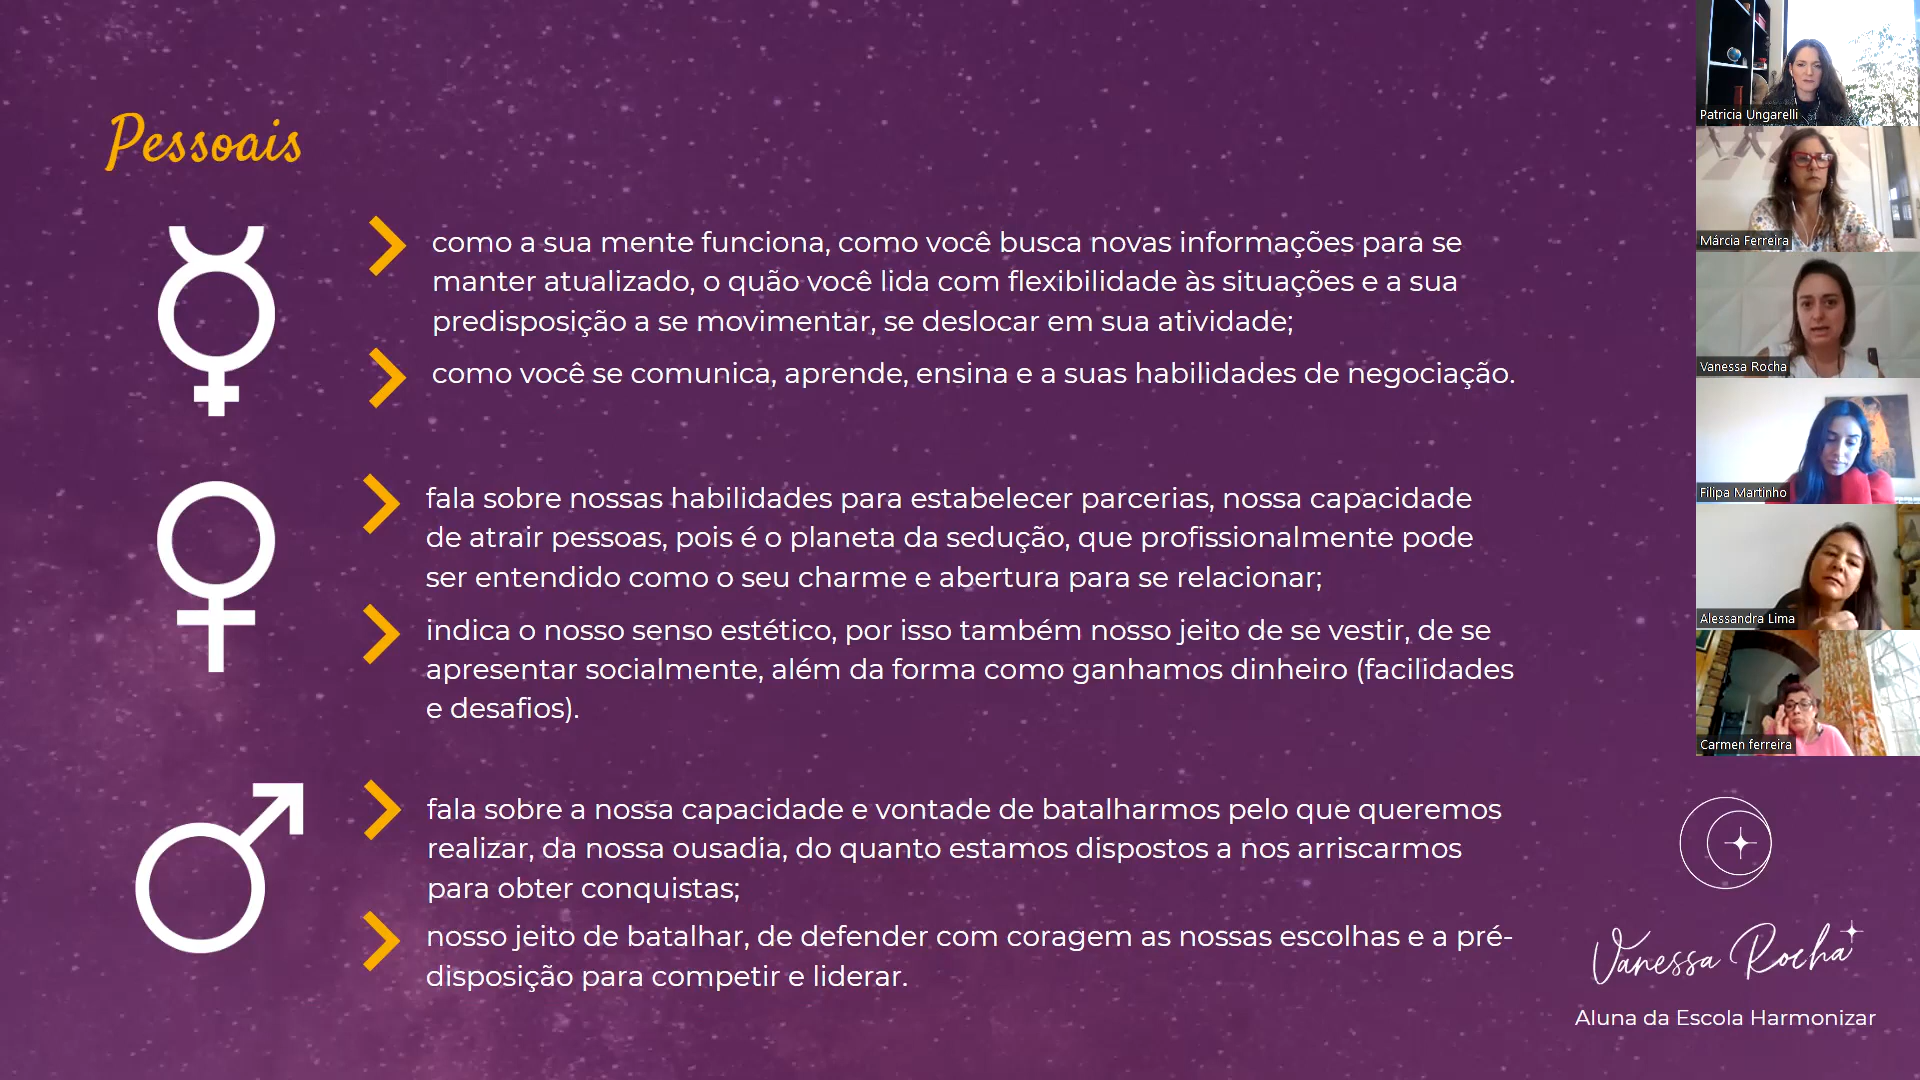 Pessoais
como a sua mente funciona, como você busca novas informações para se
manter atualizado, o quão você lida com flexibilidade às situações e a sua
predisposição a se movimentar, se deslocar em sua atividade;
como você se comunica, aprende, ensina e a suas habilidades de negociação.
fala sobre nossas habilidades para estabelecer parcerias, nossa capacidade
de atrair pessoas, pois é o planeta da sedução, que profissionalmente pode
ser entendido como o seu charme e abertura para se relacionar;
indica o nosso senso estético, por isso também nosso jeito de se vestir, de se
apresentar socialmente, além da forma como ganhamos dinheiro (facilidades
e desafios).
fala sobre a nossa capacidade e vontade de batalharmos pelo que queremos
realizar, da nossa ousadia, do quanto estamos dispostos a nos arriscarmos
para obter conquistas;
nosso jeito de batalhar, de defender com coragem as nossas escolhas e a pré-
disposição para competir e liderar.
Patricia Ungarelli
Márcia Ferreira
Vanessa Rocha
Filipa Martinho
Alessandra Lima
Carmen ferreira
Vanessa Rocha
Aluna da Escola Harmonizar